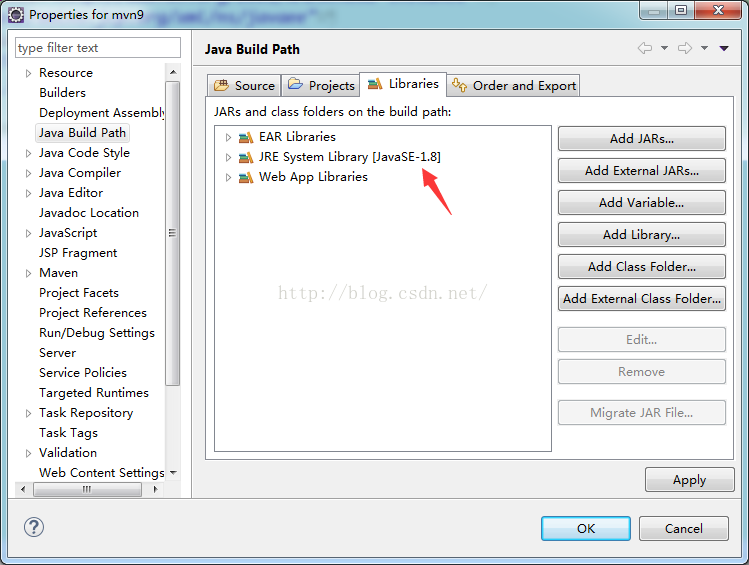 Properties for mvn9
type filter text
Resource
Builders
Deployment Assembly
Java Build Path
Java Code Style
Java Compiler
Java Editor
Javadoc Location
JavaScript
JSP Fragment
Maven
Project Facets
Project References
Run/Debug Settings
Server
Service Policies
Targeted Runtimes
Task Repository
Task Tags
Validation
Web Content Settings
Java Build Path
Source Projects Libraries Order and Export
JARs and class folders on the build path:
EAR Libraries
JRE System Library [JavaSE-1.8]
Web App Libraries
http://blog.csdn.net/
Add JARs...
Add External JARs...
Add Variable...
Add Library...
Add Class Folder...
Add External Class Folder...
Edit...
Remove
Migrate JAR File...
Apply
OK Cancel